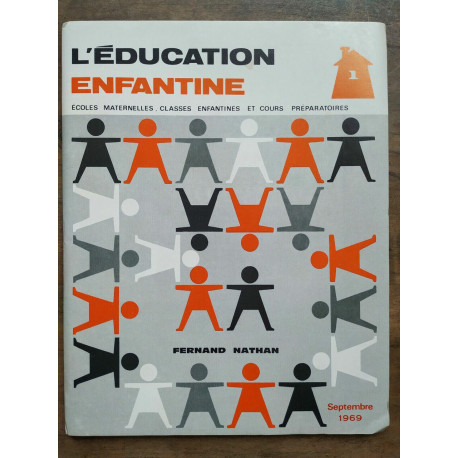 L'ÉDUCATION
ENFANTINE
1
ECOLES MATERNELLES. CLASSES ENFANTINES ET COURS PRÉPARATOIRES
FERNAND NATHAN
Septembre
1969